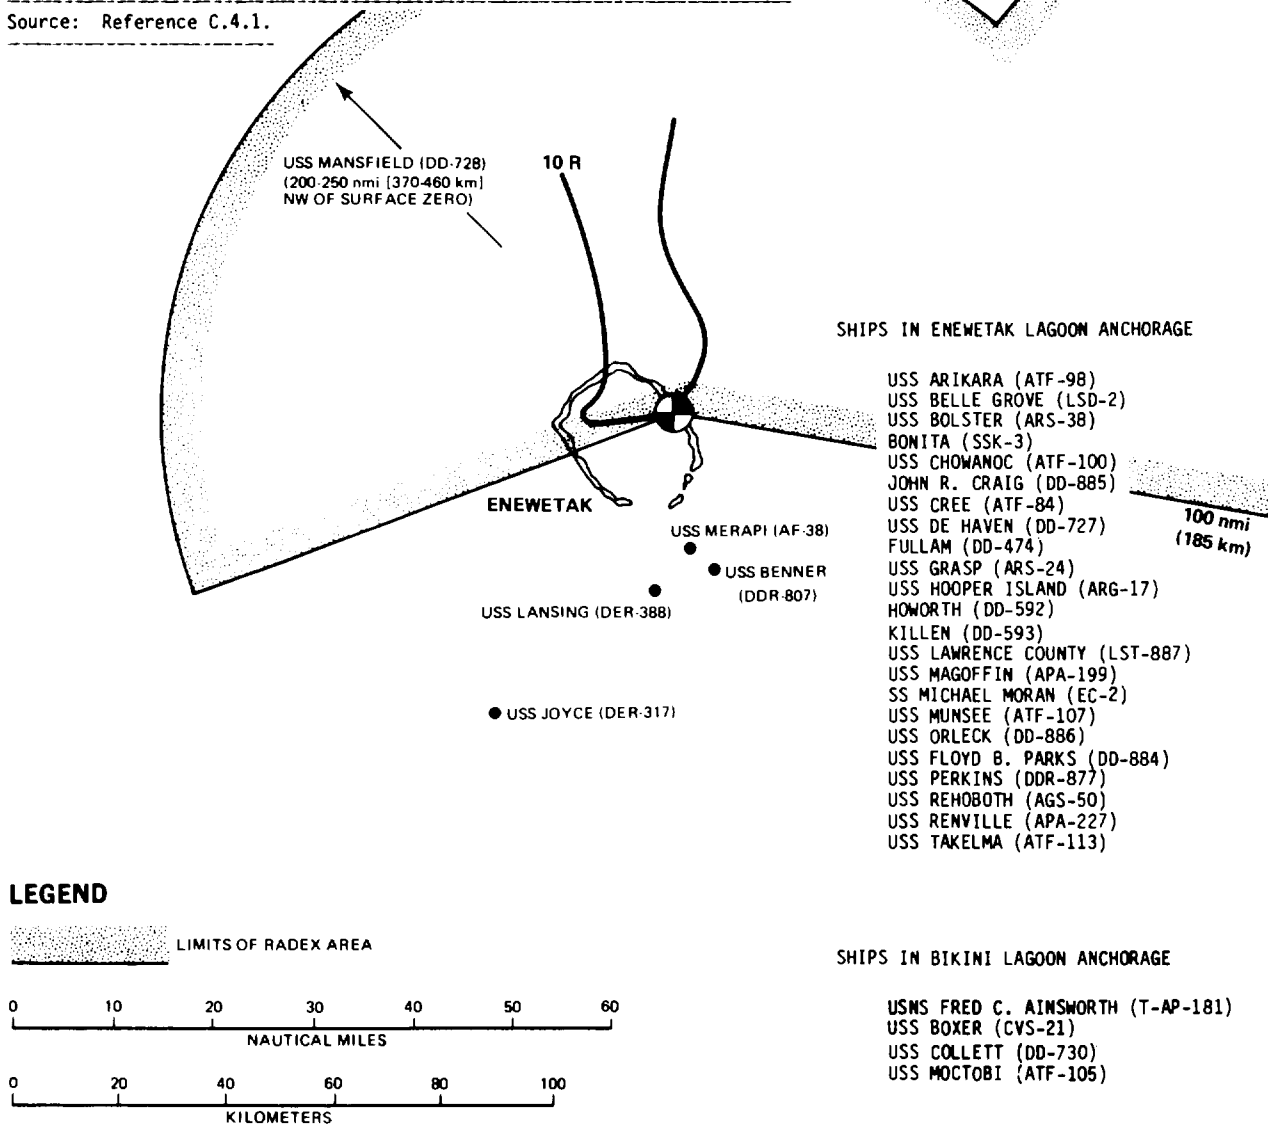 Source: Reference C.4.1.
USS MANSFIELD (DD-728)
(200-250 nmi [370-460 km]
NW OF SURFACE ZERO)
10 R
ENEWETAK
USS MERAPI (AF-38)
USS BENNER
(DDR-807)
USS LANSING (DER-388)
USS JOYCE (DER-317)
100 nmi
(185 km)
SHIPS IN ENEWETAK LAGOON ANCHORAGE
USS ARIKARA (ATF-98)
USS BELLE GROVE (LSD-2)
USS BOLSTER (ARS-38)
BONITA (SSK-3)
USS CHOWANOC (ATF-100)
JOHN R. CRAIG (DD-885)
USS CREE (ATF-84)
USS DE HAVEN (DD-727)
FULLAM (DD-474)
USS GRASP (ARS-24)
USS HOOPER ISLAND (ARG-17)
HOWORTH (DD-592)
KILLEN (DD-593)
USS LAWRENCE COUNTY (LST-887)
USS MAGOFFIN (APA-199)
SS MICHAEL MORAN (EC-2)
USS MUNSEE (ATF-107)
USS ORLECK (DD-886)
USS FLOYD B. PARKS (DD-884)
USS PERKINS (DDR-877)
USS REHOBOTH (AGS-50)
USS RENVILLE (APA-227)
USS TAKELMA (ATF-113)
LEGEND
LIMITS OF RADEX AREA
0 10 20 30 40 50 60
NAUTICAL MILES
0 20 40 60 80 100
KILOMETERS
SHIPS IN BIKINI LAGOON ANCHORAGE
USNS FRED C. AINSWORTH (T-AP-181)
USS BOXER (CVS-21)
USS COLLETT (DD-730)
USS MOCTOBI (ATF-105)